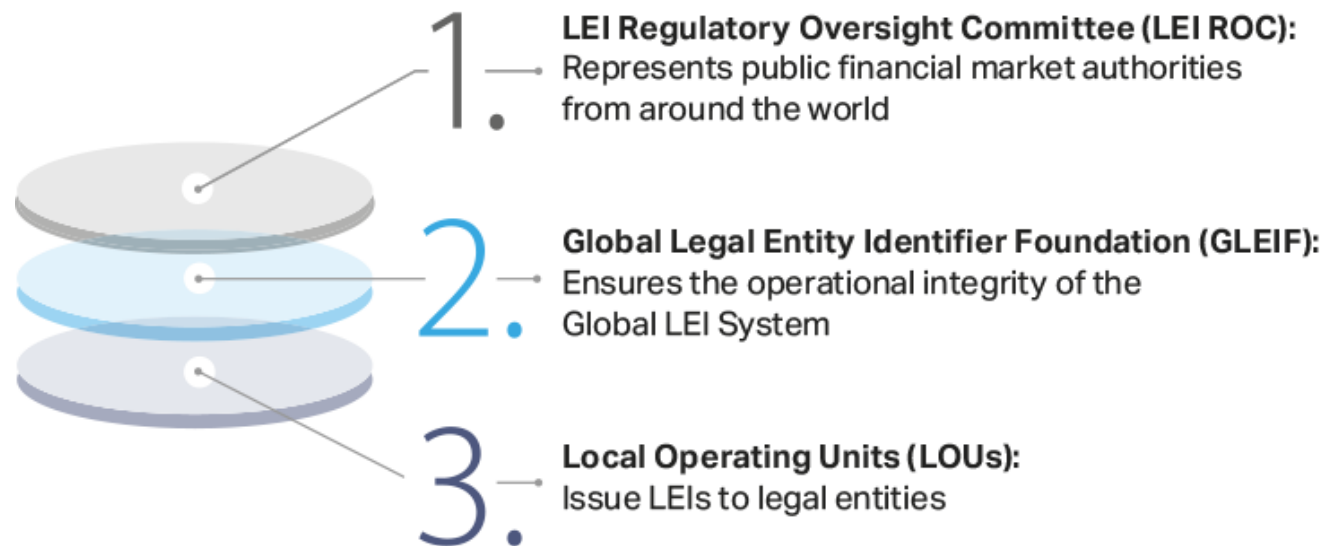 1.
LEI Regulatory Oversight Committee (LEI ROC):
Represents public financial market authorities
from around the world
2.
Global Legal Entity Identifier Foundation (GLEIF):
Ensures the operational integrity of the
Global LEI System
3.
Local Operating Units (LOUs):
Issue LEIs to legal entities